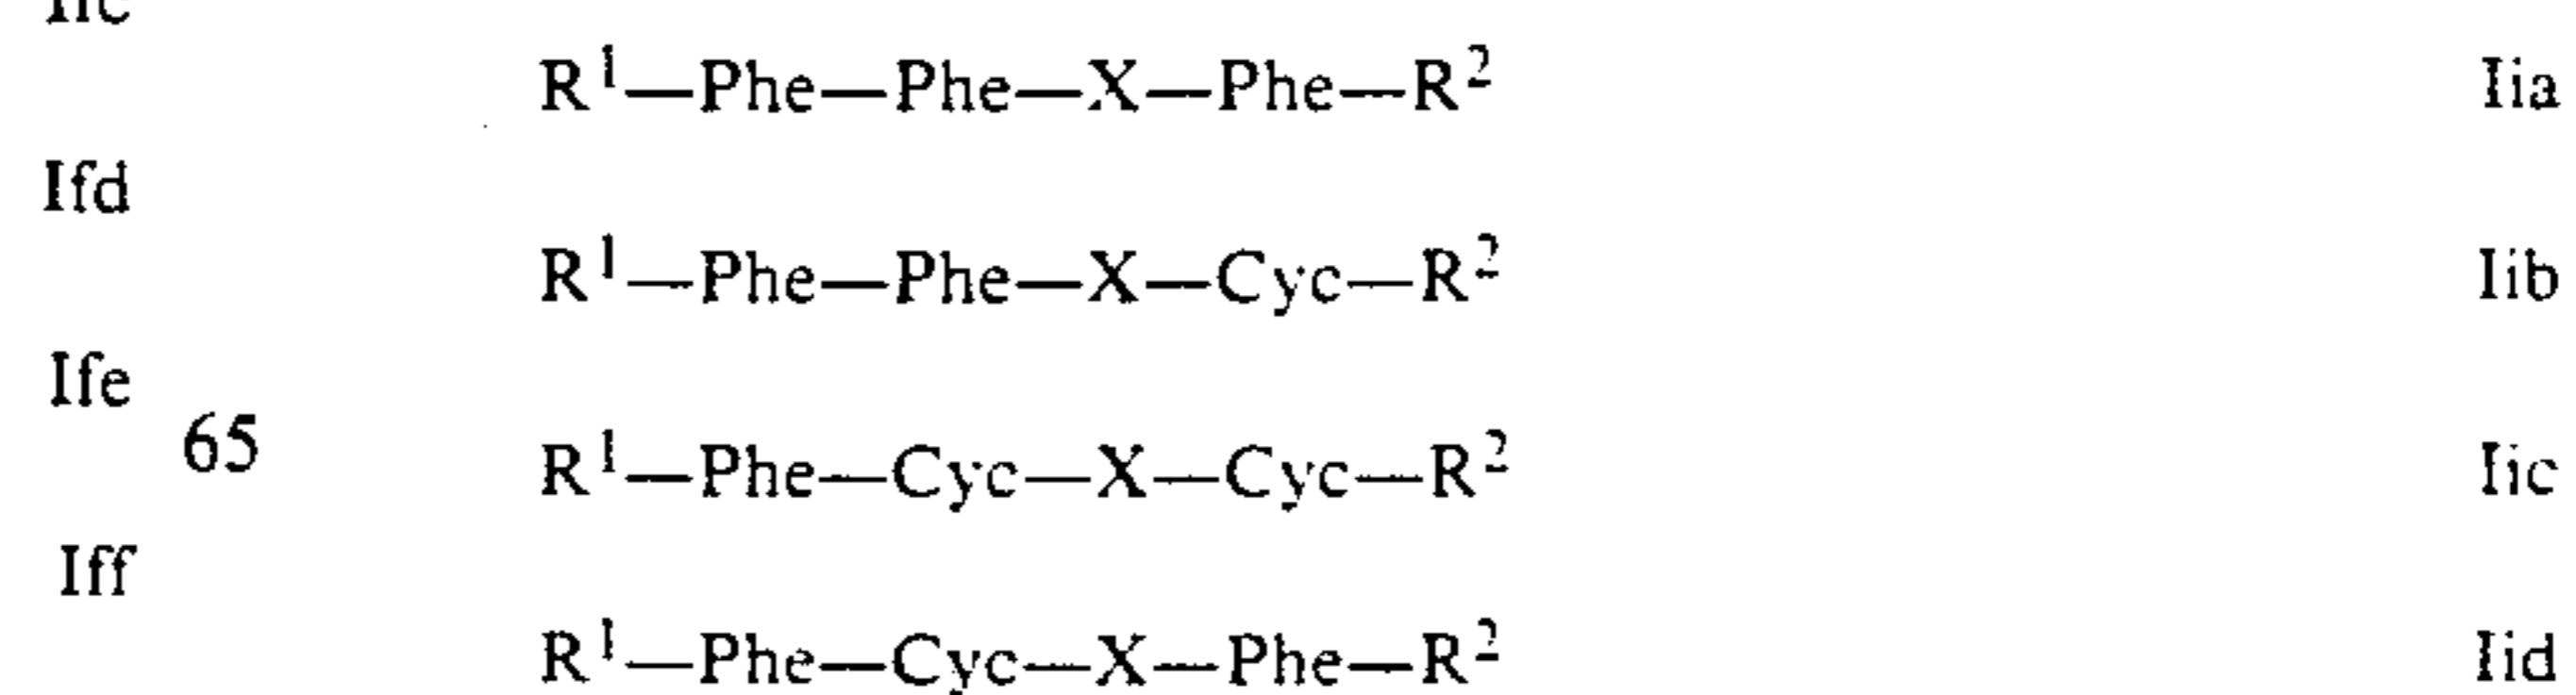 R¹—Phe—Phe—X—Phe—R² Iia
Ifd
R¹—Phe—Phe—X—Cyc—R² Iib
Ife
65
R¹—Phe—Cyc—X—Cyc—R² Iic
Iff
R¹—Phe—Cyc—X—Phe—R² Iid